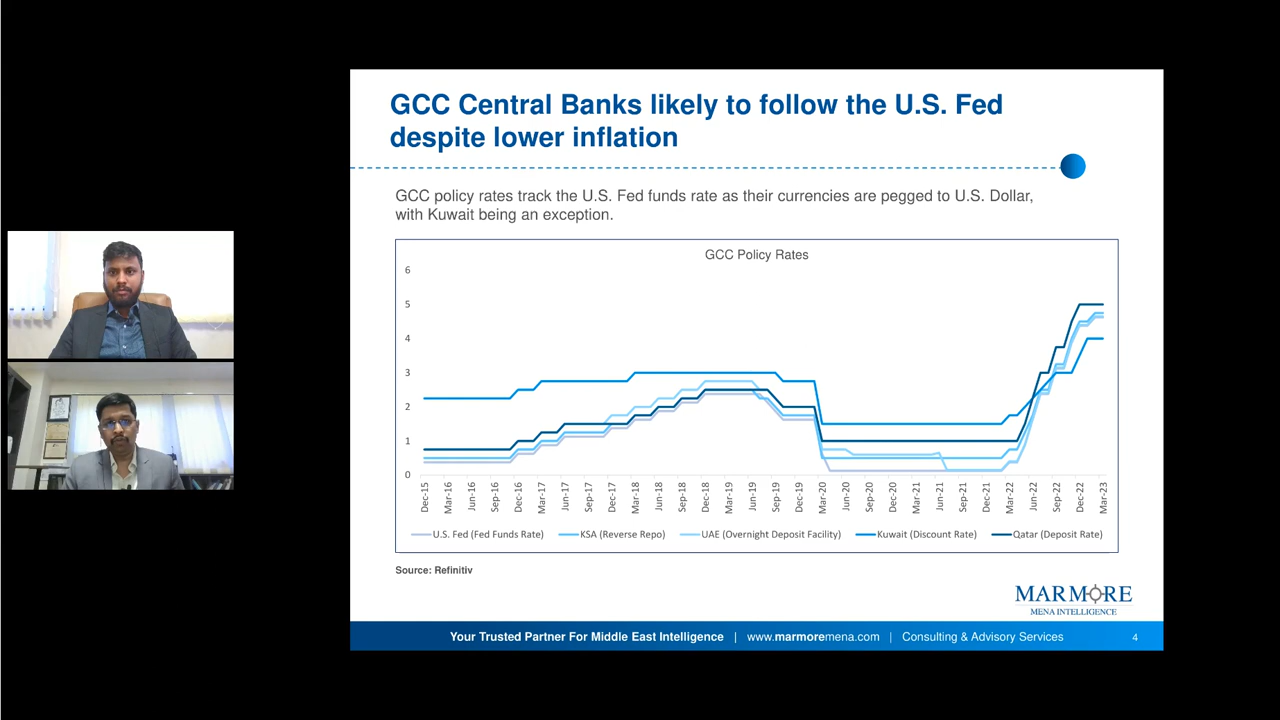 GCC Central Banks likely to follow the U.S. Fed
despite lower inflation
GCC policy rates track the U.S. Fed funds rate as their currencies are pegged to U.S. Dollar,
with Kuwait being an exception.
GCC Policy Rates
6
5
4
3
2
1
0
Dec-15 Mar-16 Jun-16 Sep-16 Dec-16 Mar-17 Jun-17 Sep-17 Dec-17 Mar-18 Jun-18 Sep-18 Dec-18 Mar-19 Jun-19 Sep-19 Dec-19 Mar-20 Jun-20 Sep-20 Dec-20 Mar-21 Jun-21 Sep-21 Dec-21 Mar-22 Jun-22 Sep-22 Dec-22 Mar-23
U.S. Fed (Fed Funds Rate) KSA (Reverse Repo) UAE (Overnight Deposit Facility) Kuwait (Discount Rate) Qatar (Deposit Rate)
Source: Refinitiv
MARMORE
MENA INTELLIGENCE
Your Trusted Partner For Middle East Intelligence | www.marmoremena.com | Consulting & Advisory Services 4